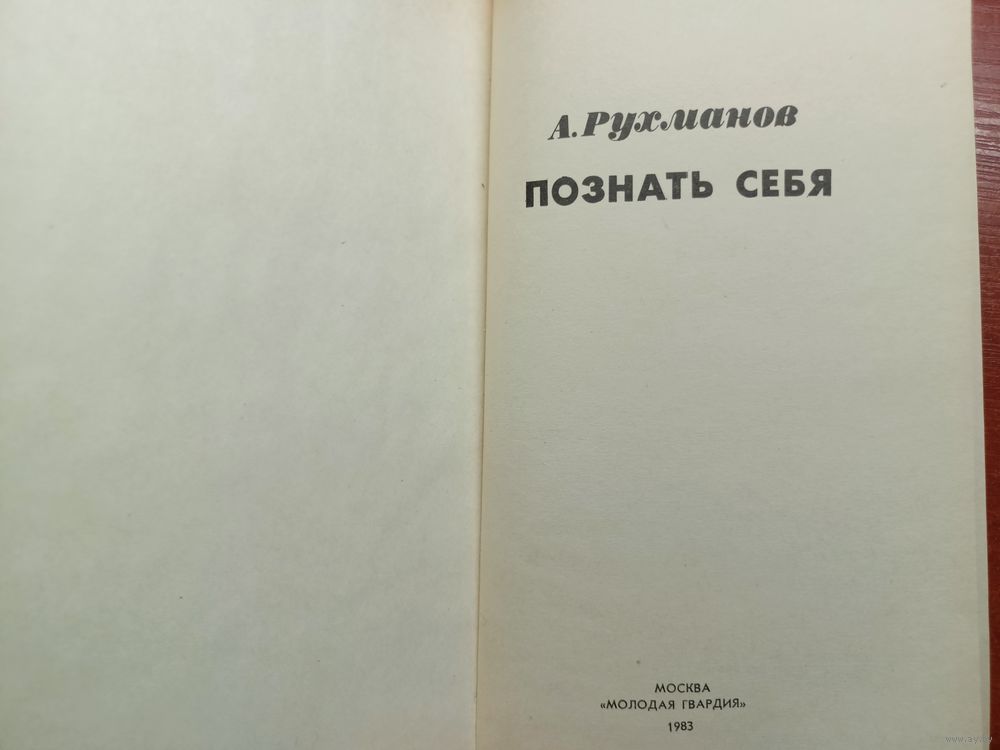 А. Рухманов
ПОЗНАТЬ СЕБЯ
МОСКВА
«МОЛОДАЯ ГВАРДИЯ»
1983